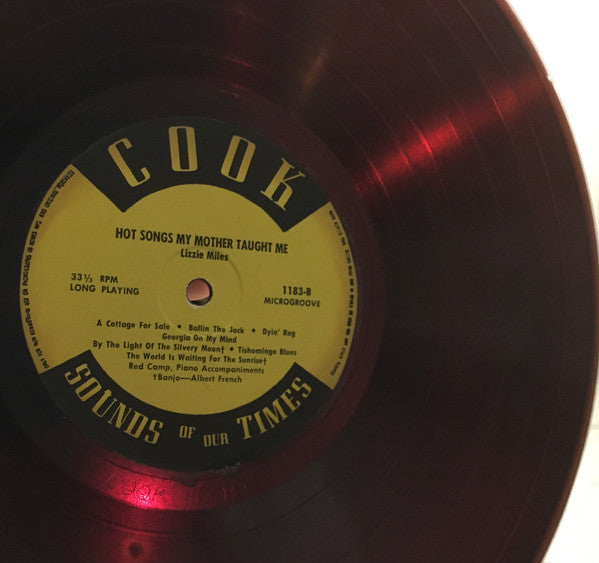 COOK
HOT SONGS MY MOTHER TAUGHT ME
Lizzie Miles
33⅓ RPM
LONG PLAYING
1183-B
MICROGROOVE
A Cottage For Sale • Ballin The Jack • Dyin' Rag
Georgia On My Mind
By The Light Of The Silvery Moon† • Tishomingo Blues
The World Is Waiting For The Sunrise†
Red Camp, Piano Accompaniments
†Banjo—Albert French
SOUNDS OF OUR TIMES